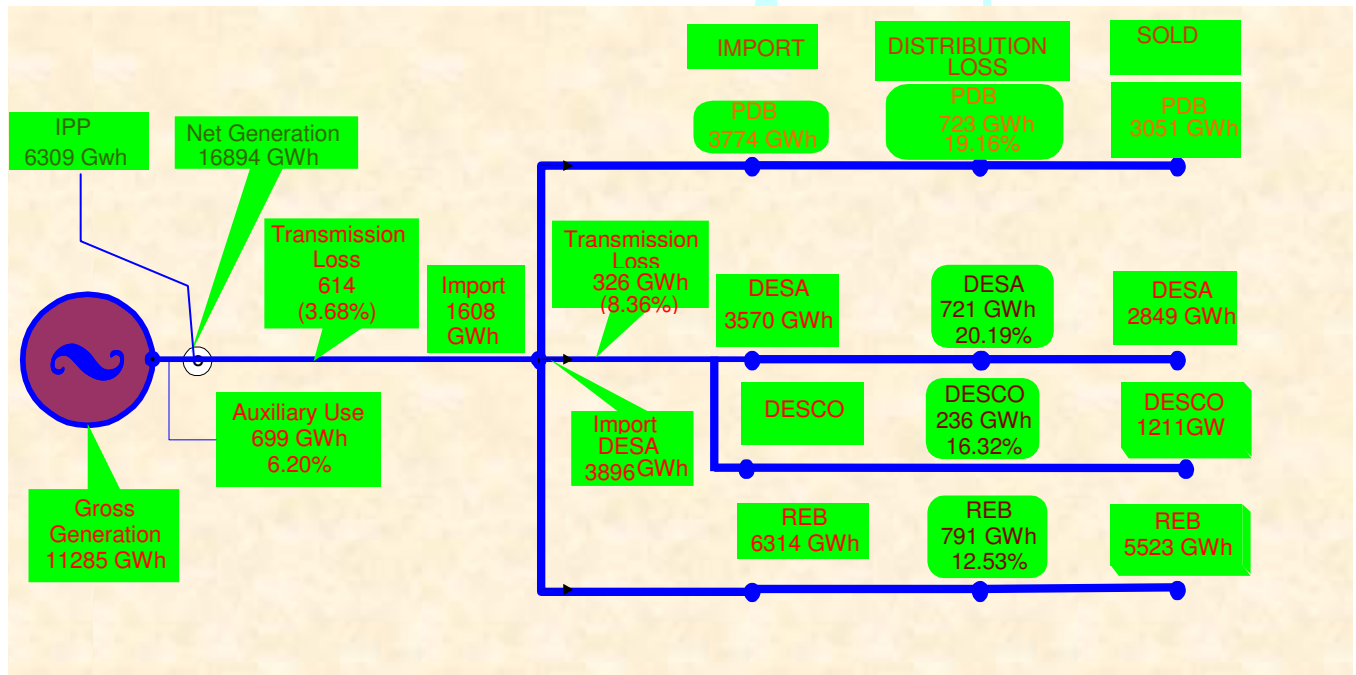 IMPORT
DISTRIBUTION
LOSS
SOLD
PDB
3774 GWh
PDB
723 GWh
19.16%
PDB
3051 GWh
IPP
6309 Gwh
Net Generation
16894 GWh
Transmission
Loss
614
(3.68%)
Import
1608
GWh
Transmission
Loss
326 GWh
(8.36%)
DESA
3570 GWh
DESA
721 GWh
20.19%
DESA
2849 GWh
Auxiliary Use
699 GWh
6.20%
Import
DESA
3896 GWh
DESCO
DESCO
236 GWh
16.32%
DESCO
1211GW
Gross
Generation
11285 GWh
REB
6314 GWh
REB
791 GWh
12.53%
REB
5523 GWh